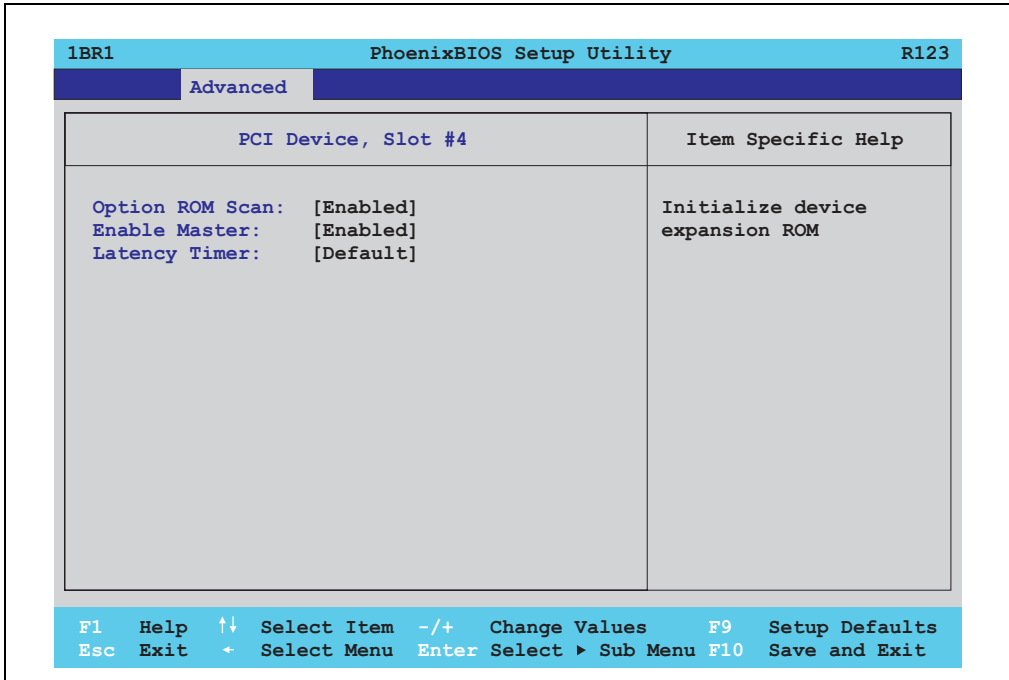 1BR1 PhoenixBIOS Setup Utility R123
Advanced
PCI Device, Slot #4
Item Specific Help
Option ROM Scan: [Enabled]
Enable Master: [Enabled]
Latency Timer: [Default]
Initialize device
expansion ROM
F1 Help ↑↓ Select Item -/+ Change Values F9 Setup Defaults
Esc Exit ← Select Menu Enter Select ▶ Sub Menu F10 Save and Exit